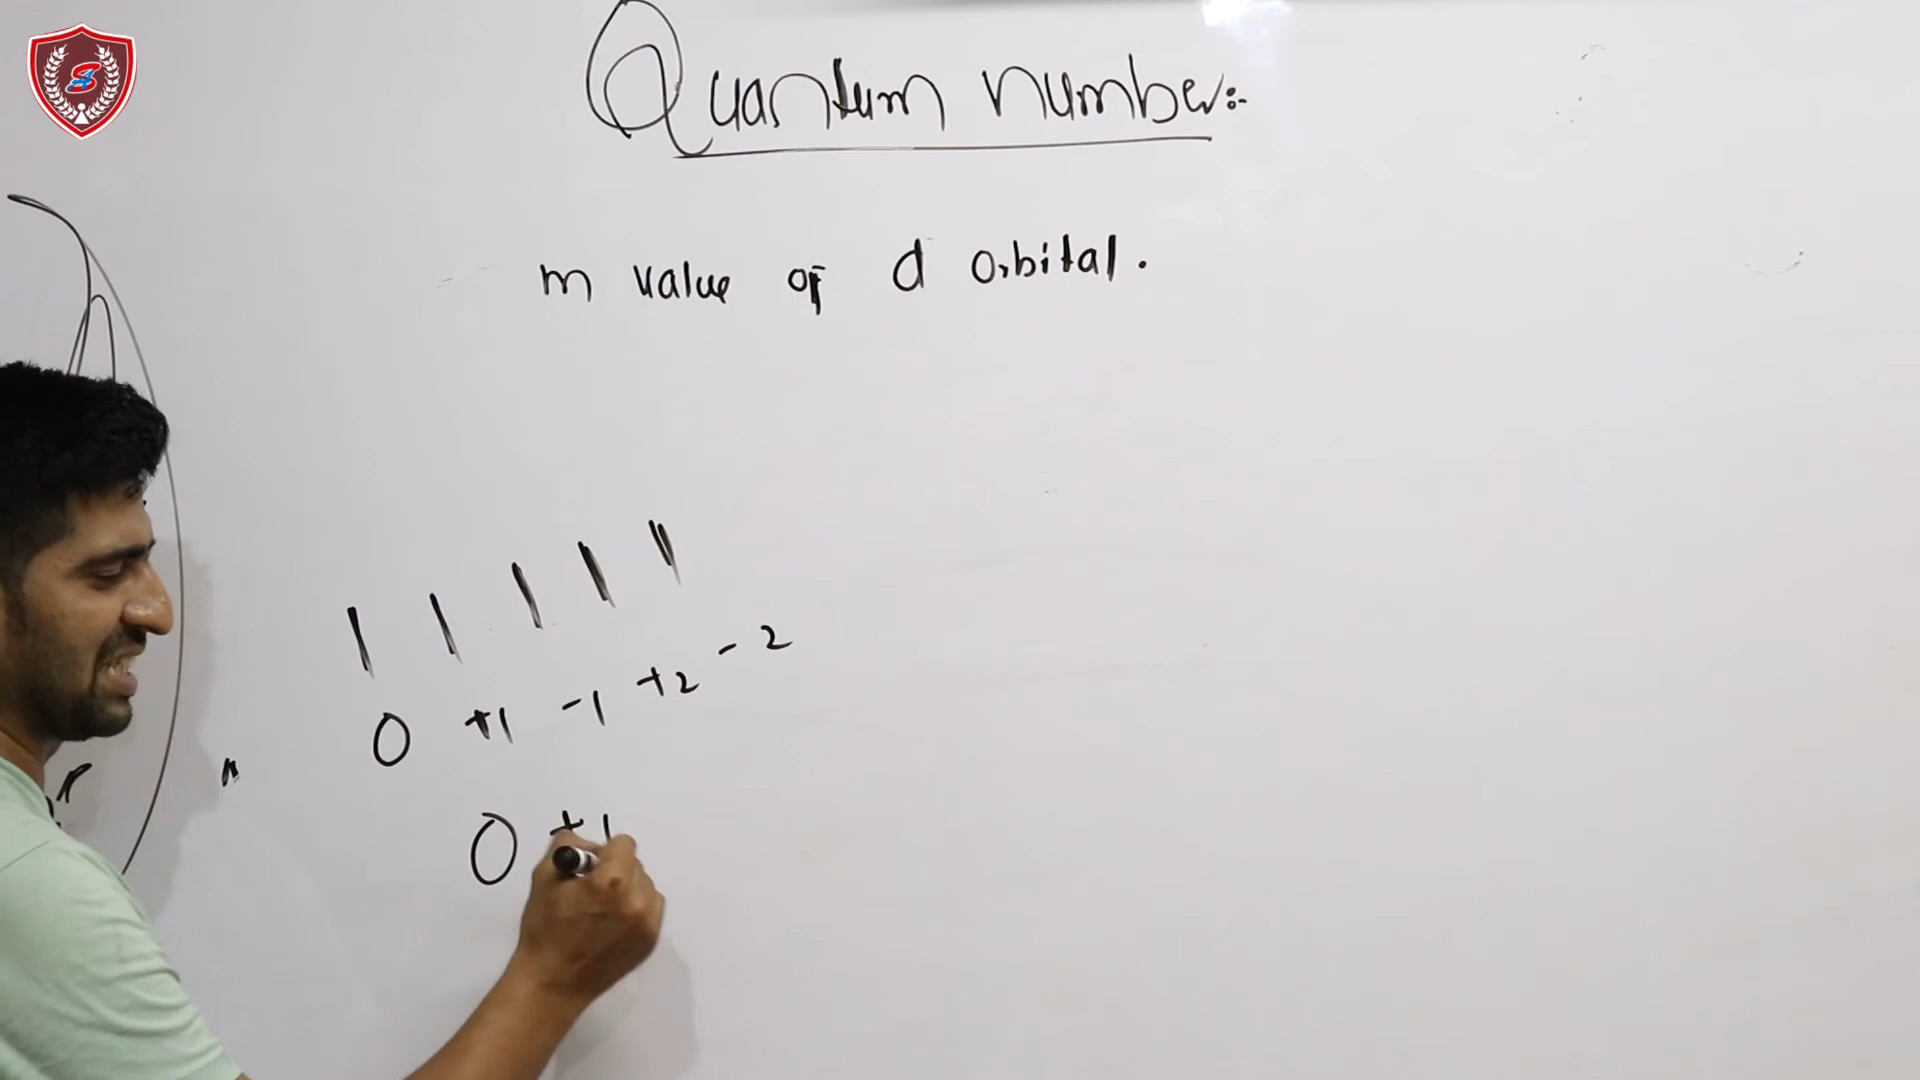 Quantum number:-
m value of d orbital.
| | | | |
0 +1 -1 +2 -2
0 +1